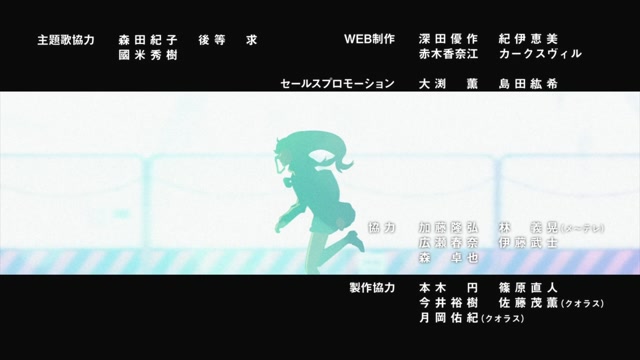 主題歌協力 森田紀子 後等 求
國米秀樹
WEB制作 深田優作 紀伊恵美
赤木香奈江 カークスヴィル
セールスプロモーション 大渕 薫 島田紘希
協力 加藤隆弘 林 義晃(メ〜テレ)
広瀬春奈 伊藤武士
森 卓也
製作協力 本木 円 篠原直人
今井裕樹 佐藤茂薫(クオラス)
月岡佑紀(クオラス)